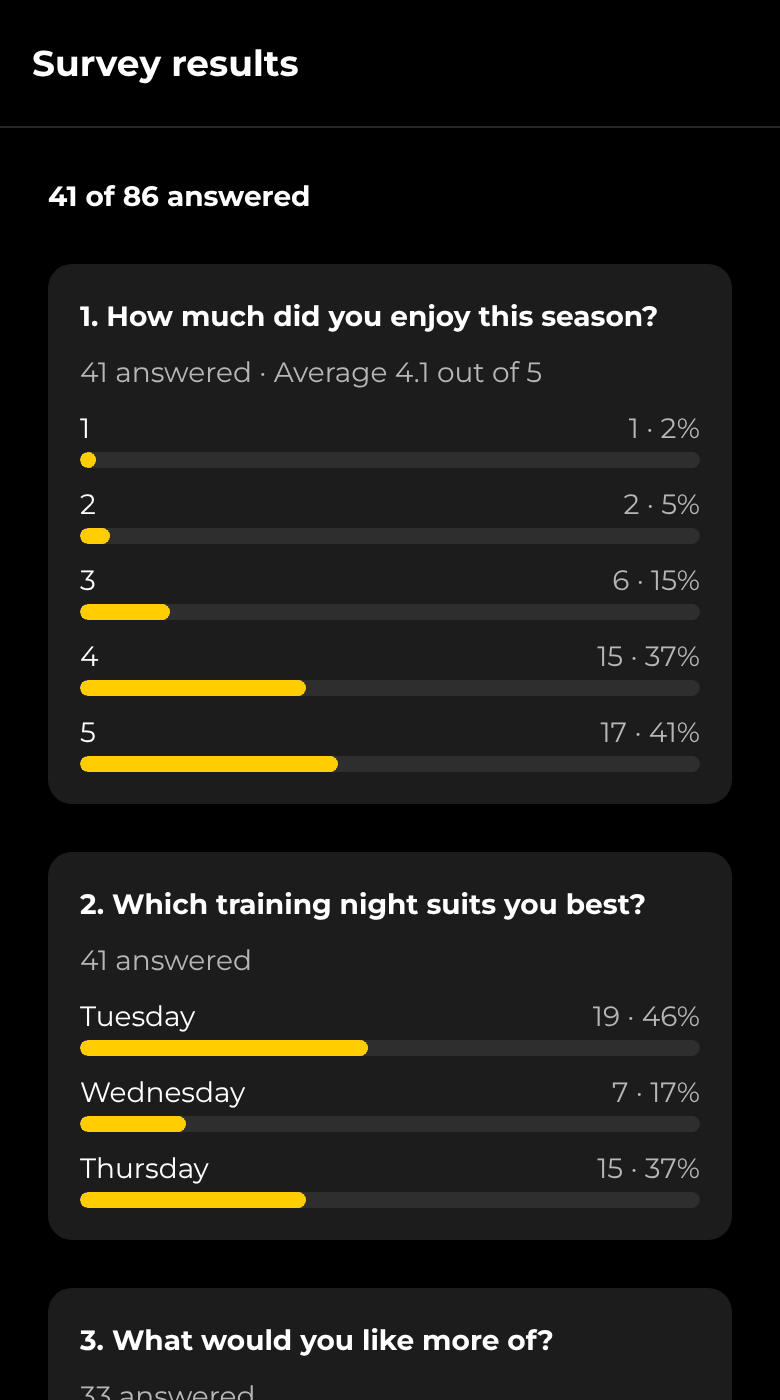 Survey results
41 of 86 answered
1. How much did you enjoy this season?
41 answered · Average 4.1 out of 5
1 1 · 2%
2 2 · 5%
3 6 · 15%
4 15 · 37%
5 17 · 41%
2. Which training night suits you best?
41 answered
Tuesday 19 · 46%
Wednesday 7 · 17%
Thursday 15 · 37%
3. What would you like more of?
33 answered